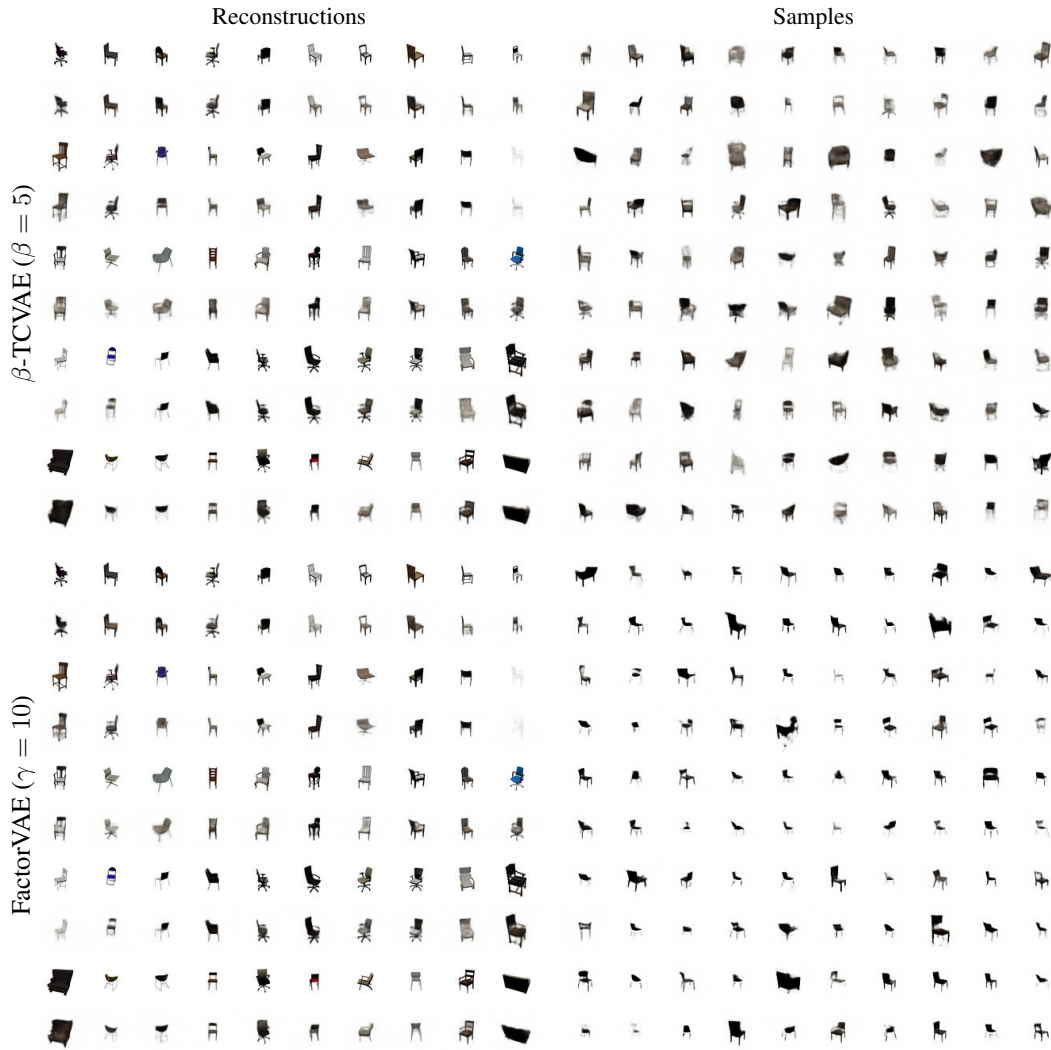 Reconstructions
Samples
β-TCVAE (β = 5)
FactorVAE (γ = 10)